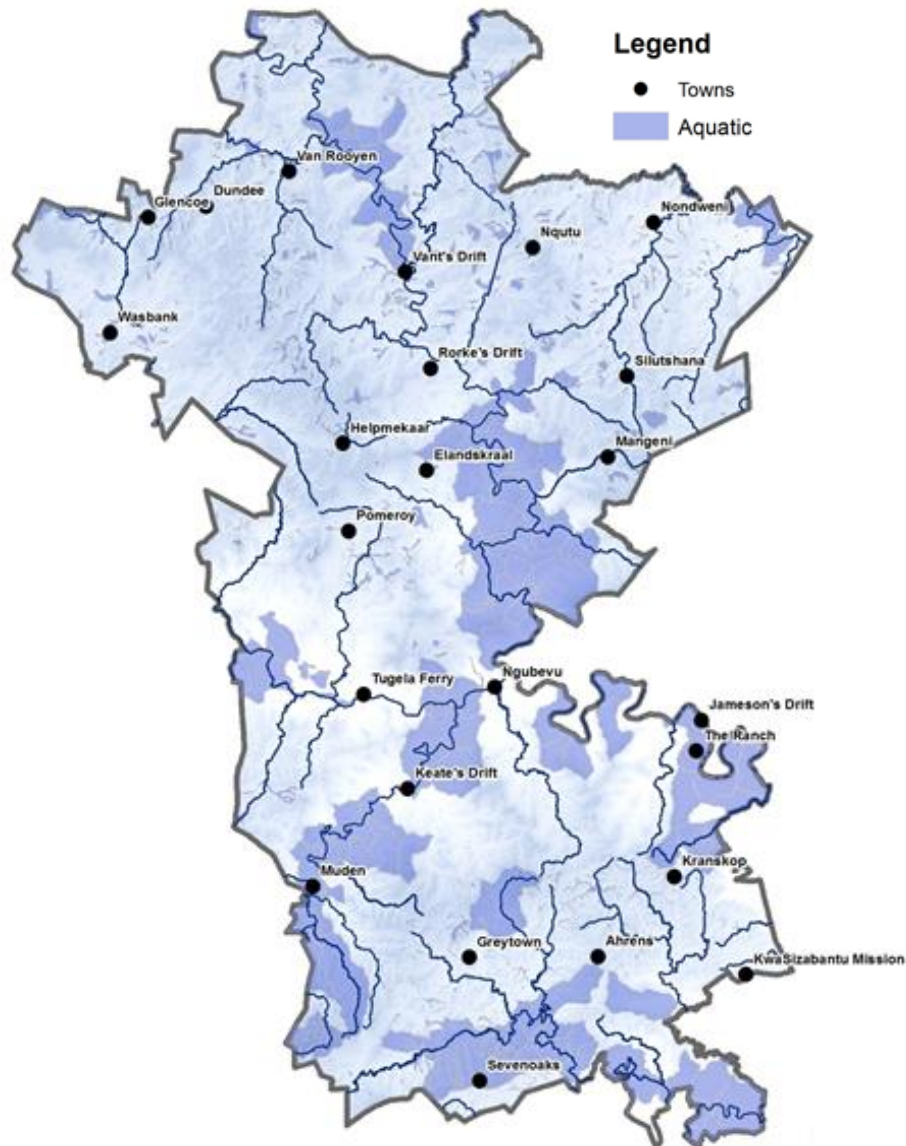 Legend
Towns
Aquatic
Van Rooyen
Dundee
Glencoe
Nondweni
Nqutu
Vant's Drift
Wasbank
Rorke's Drift
Silutshana
Helpmekaar
Mangeni
Elandskraal
Pomeroy
Ngubevu
Tugela Ferry
Jameson's Drift
The Ranch
Keate's Drift
Kranskop
Muden
Greytown
Ahrens
KwaSizabantu Mission
Sevenoaks